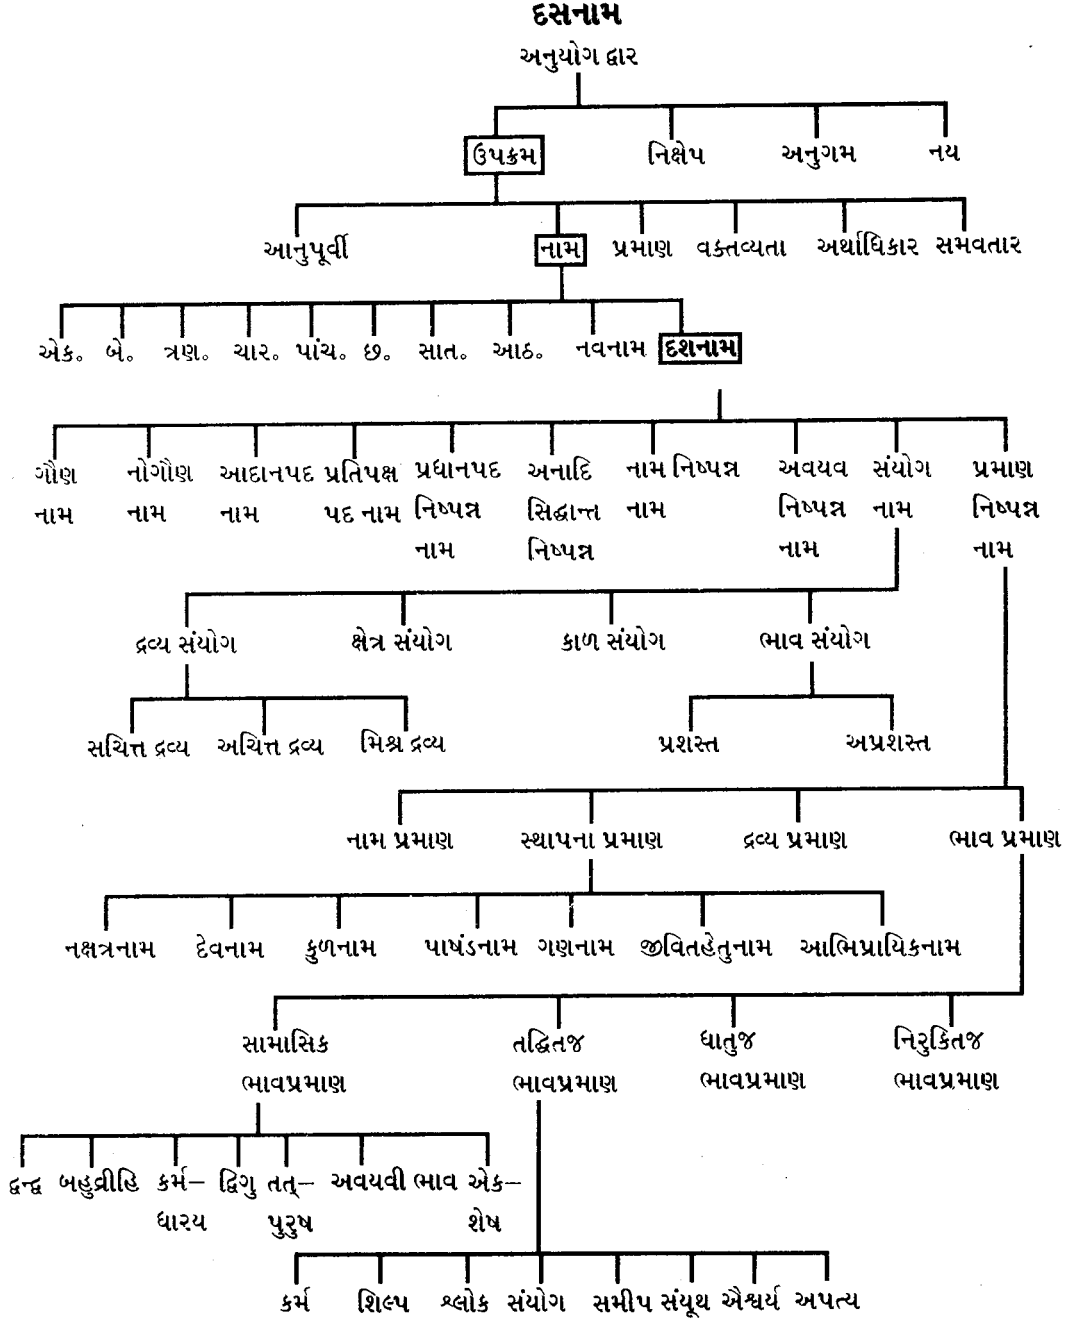 દસનામ
અનુયોગ દ્વાર
ઉપક્રમ નિક્ષેપ અનુગમ નય
આનુપૂર્વી નામ પ્રમાણ વક્તવ્યતા અર્થાધિકાર સમવતાર
એક૦ બે૦ ત્રણ૦ ચાર૦ પાંચ૦ છ૦ સાત૦ આઠ૦ નવનામ દશનામ
ગૌણ નોગૌણ આદાનપદ પ્રતિપક્ષ પ્રધાનપદ અનાદિ નામ નિષ્પન્ન અવયવ સંયોગ પ્રમાણ
નામ નામ નામ પદ નામ નિષ્પન્ન સિદ્ધાન્ત નામ નિષ્પન્ન નામ નિષ્પન્ન
નામ નિષ્પન્ન નામ નામ
દ્રવ્ય સંયોગ ક્ષેત્ર સંયોગ કાળ સંયોગ ભાવ સંયોગ
સચિત્ત દ્રવ્ય અચિત્ત દ્રવ્ય મિશ્ર દ્રવ્ય પ્રશસ્ત અપ્રશસ્ત
નામ પ્રમાણ સ્થાપના પ્રમાણ દ્રવ્ય પ્રમાણ ભાવ પ્રમાણ
નક્ષત્રનામ દેવનામ કુળનામ પાષંડનામ ગણનામ જીવિતહેતુનામ આભિપ્રાયિકનામ
સામાસિક તદ્ધિતજ ધાતુજ નિરુક્તિજ
ભાવપ્રમાણ ભાવપ્રમાણ ભાવપ્રમાણ ભાવપ્રમાણ
દ્વન્દ્વ બહુવ્રીહિ કર્મ– દ્વિગુ તત્– અવયવી ભાવ એક–
ધારય પુરુષ શેષ
કર્મ શિલ્પ શ્લોક સંયોગ સમીપ સંયૂથ ઐશ્વર્ય અપત્ય